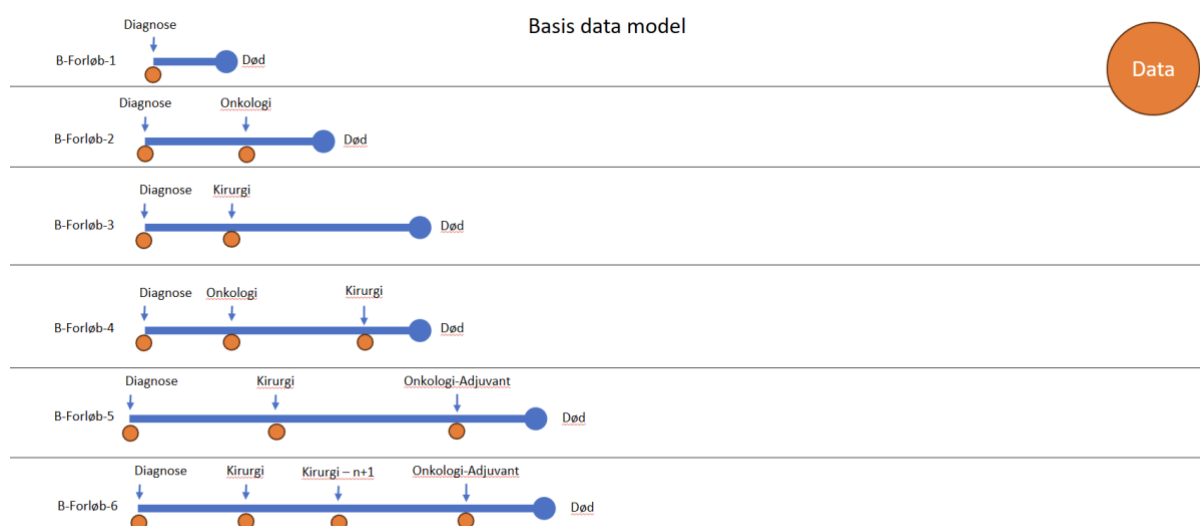 Basis data model
Data
Diagnose
B-Forløb-1
Død
Diagnose Onkologi
B-Forløb-2
Død
Diagnose Kirurgi
B-Forløb-3
Død
Diagnose Onkologi Kirurgi
B-Forløb-4
Død
Diagnose Kirurgi Onkologi-Adjuvant
B-Forløb-5
Død
Diagnose Kirurgi Kirurgi – n+1 Onkologi-Adjuvant
B-Forløb-6
Død